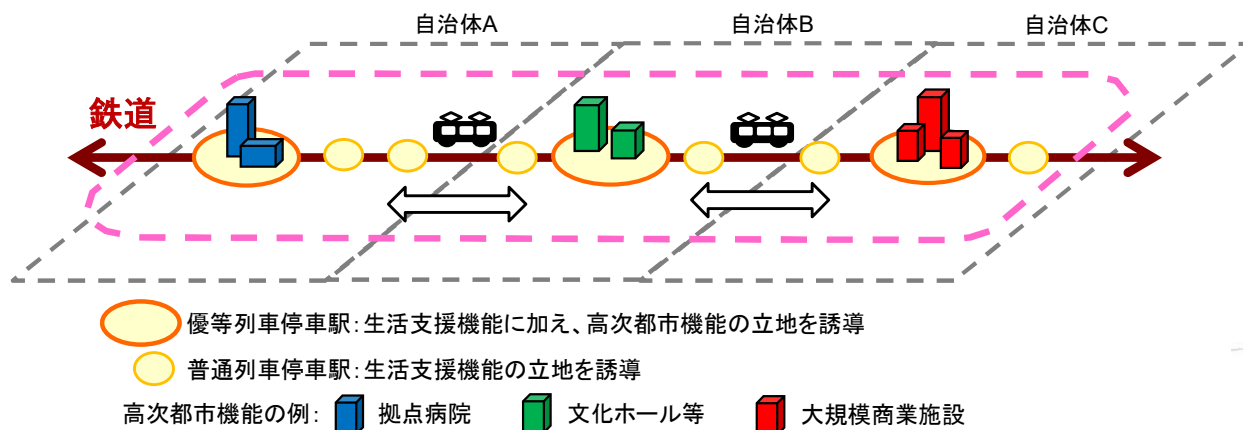 自治体A
自治体B
自治体C
鉄道
優等列車停車駅:生活支援機能に加え、高次都市機能の立地を誘導
普通列車停車駅:生活支援機能の立地を誘導
高次都市機能の例: 拠点病院 文化ホール等 大規模商業施設